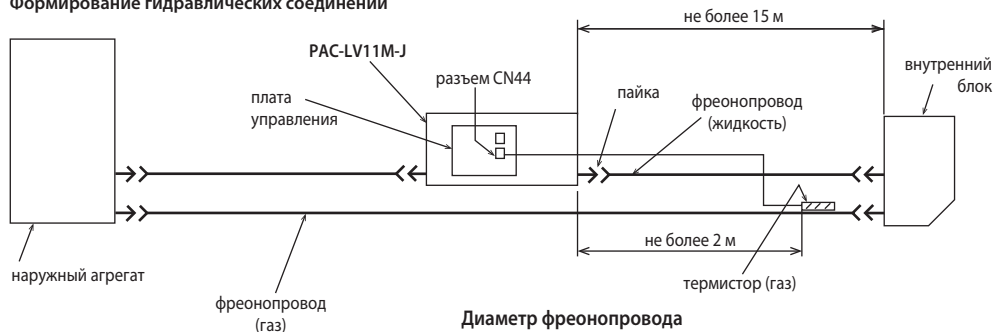 Формирование гидравлических соединений
не более 15 м
PAC-LV11M-J
разъем CN44
внутренний
блок
плата
управления
пайка
фреонопровод
(жидкость)
не более 2 м
наружный агрегат
термистор (газ)
фреонопровод
(газ)
Диаметр фреонопровода